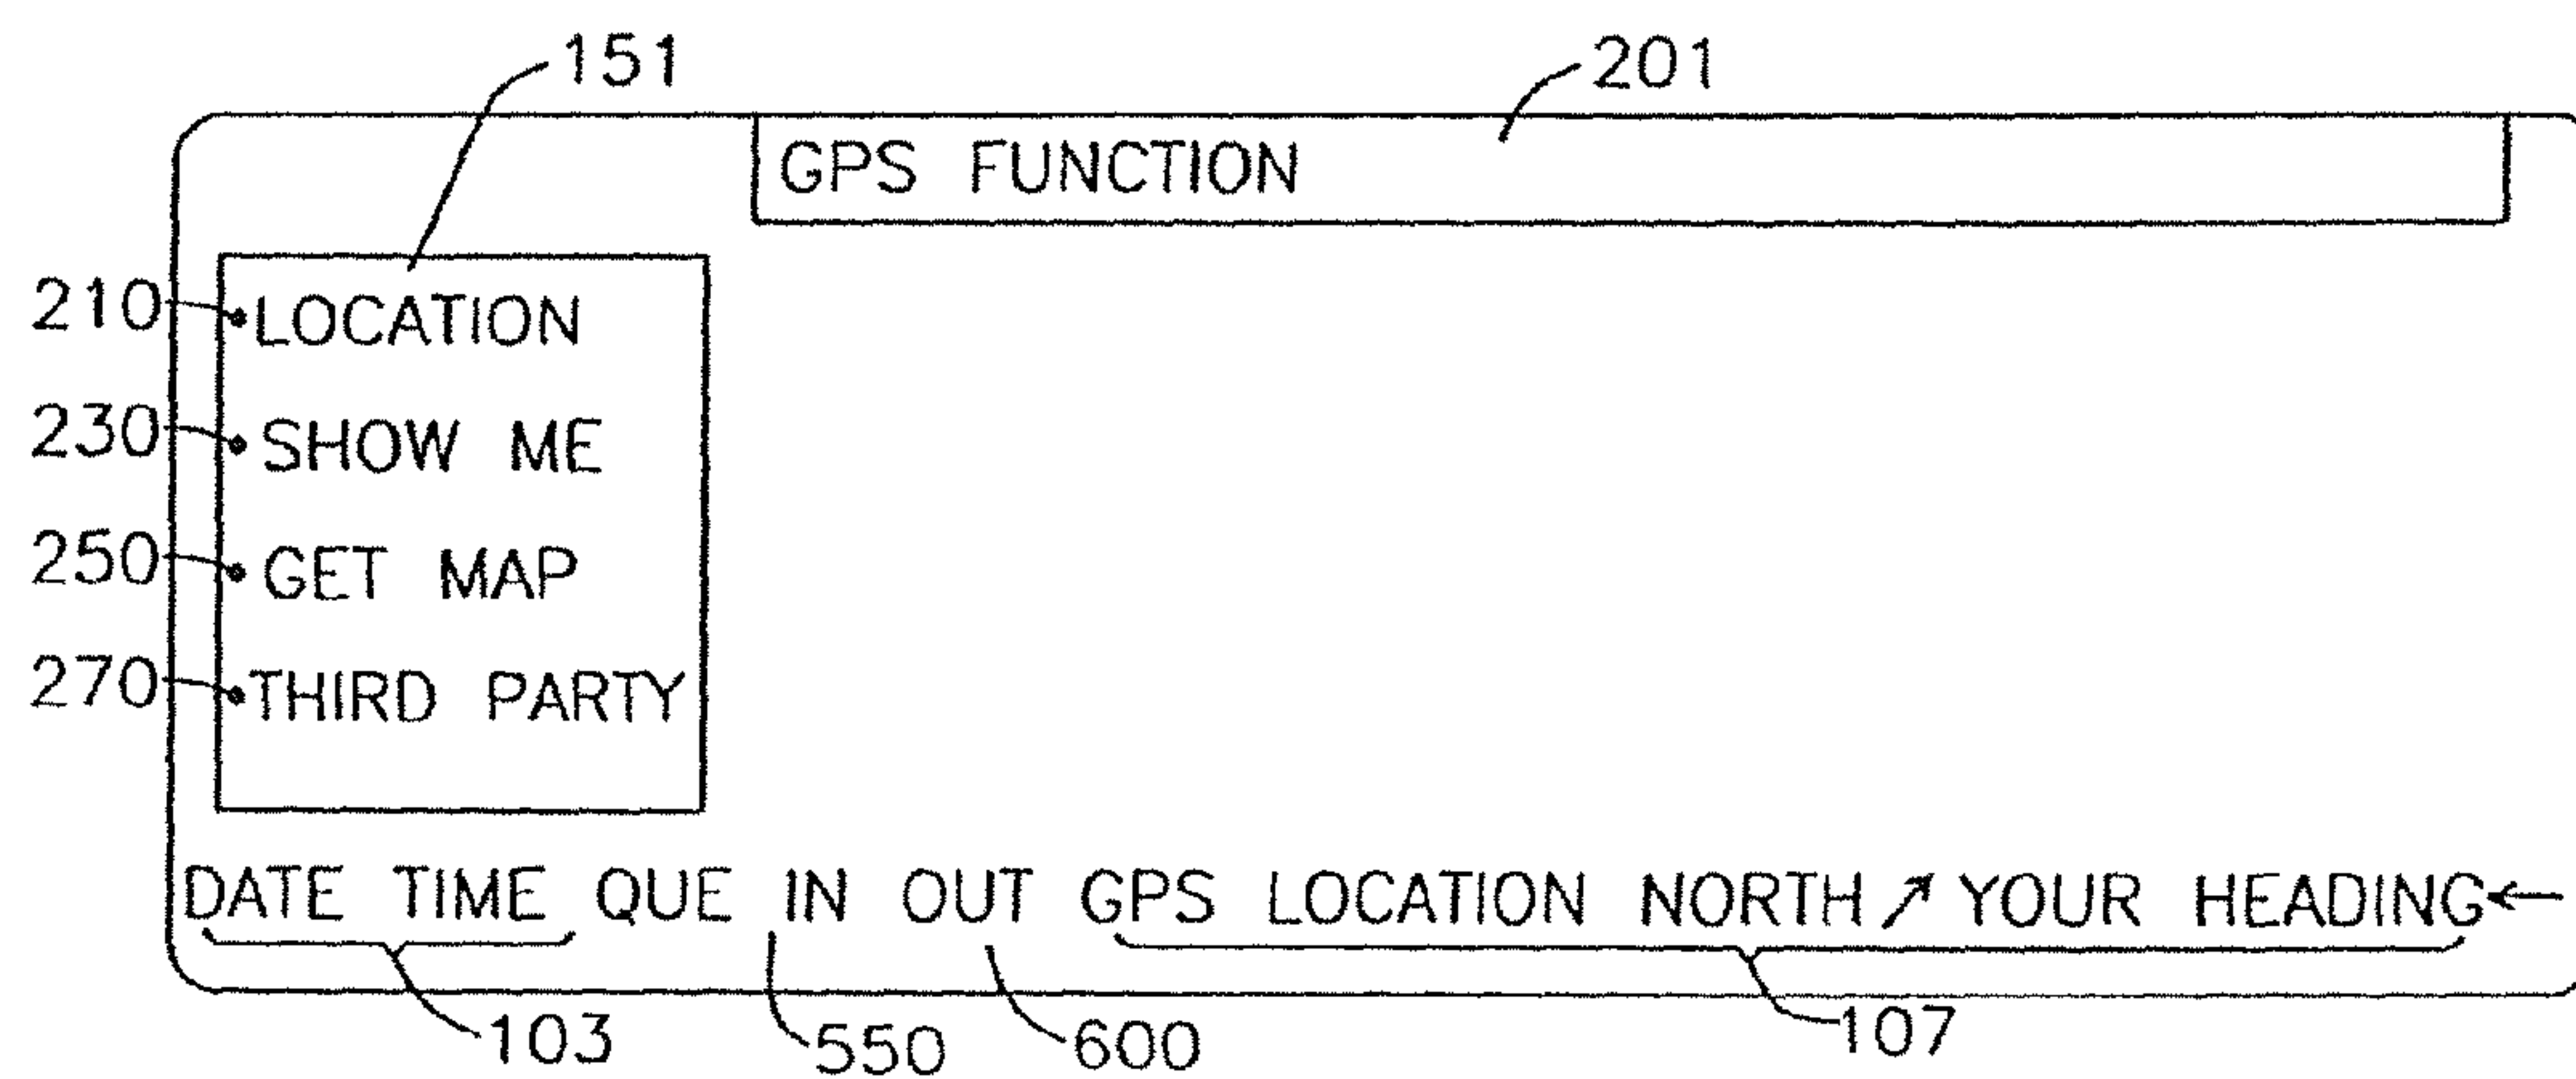 151 201
GPS FUNCTION
210 LOCATION
230 SHOW ME
250 GET MAP
270 THIRD PARTY
DATE TIME QUE IN OUT GPS LOCATION NORTH ↗ YOUR HEADING ←
103 550 600 107